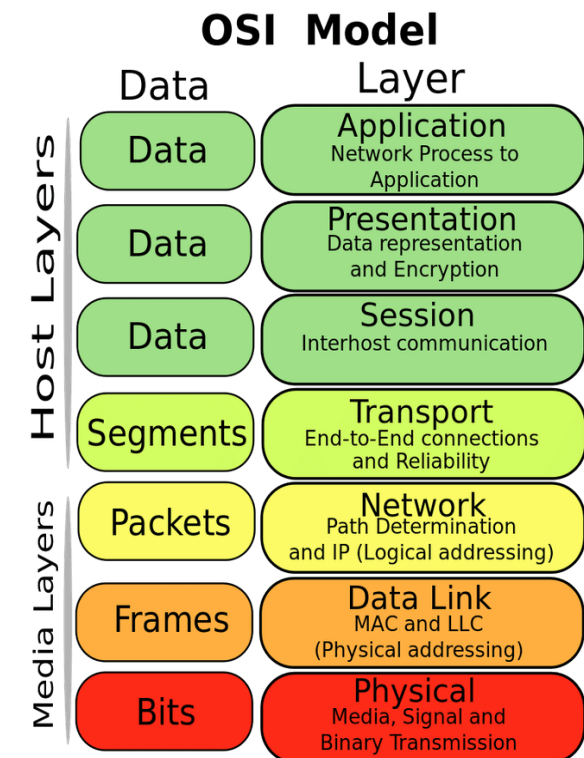 OSI Model
Data
Layer
Host Layers
Data
Application
Network Process to
Application
Data
Presentation
Data representation
and Encryption
Data
Session
Interhost communication
Segments
Transport
End-to-End connections
and Reliability
Media Layers
Packets
Network
Path Determination
and IP (Logical addressing)
Frames
Data Link
MAC and LLC
(Physical addressing)
Bits
Physical
Media, Signal and
Binary Transmission